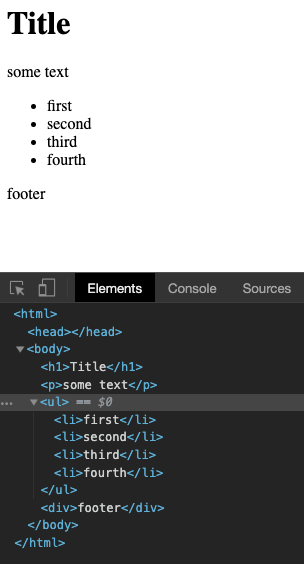 Title
some text
• first
• second
• third
• fourth
footer
Elements Console Sources
<html>
<head></head>
<body>
<h1>Title</h1>
<p>some text</p>
… <ul> == $0
<li>first</li>
<li>second</li>
<li>third</li>
<li>fourth</li>
</ul>
<div>footer</div>
</body>
</html>